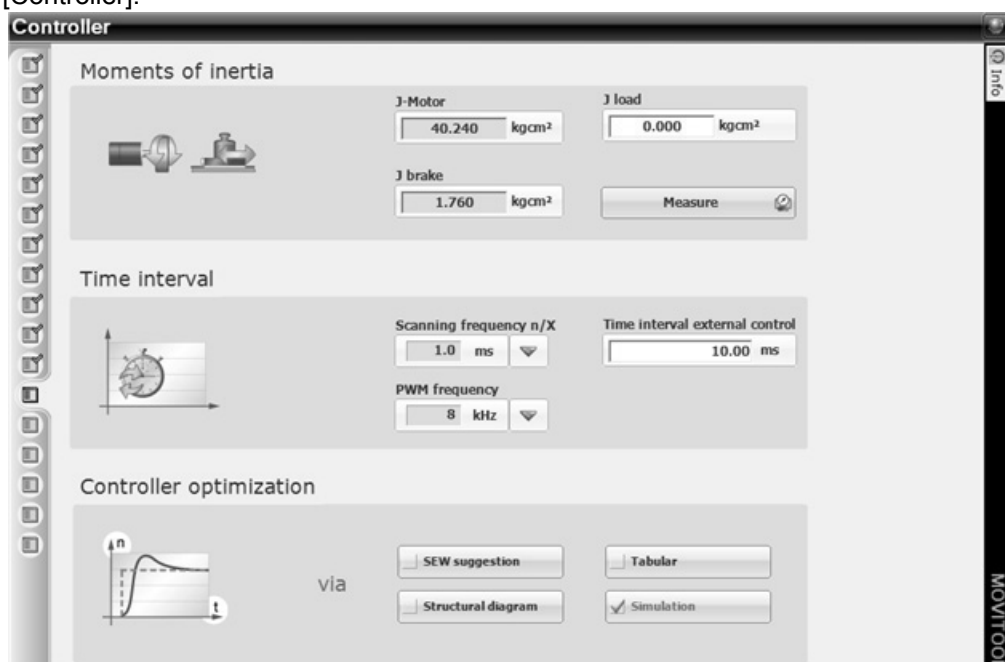 [Controller].
Controller
Info
Moments of inertia
J-Motor
40.240 kgcm²
J load
0.000 kgcm²
J brake
1.760 kgcm²
Measure
Time interval
Scanning frequency n/X
1.0 ms
Time interval external control
10.00 ms
PWM frequency
8 kHz
Controller optimization
n
t
via
SEW suggestion
Tabular
Structural diagram
Simulation